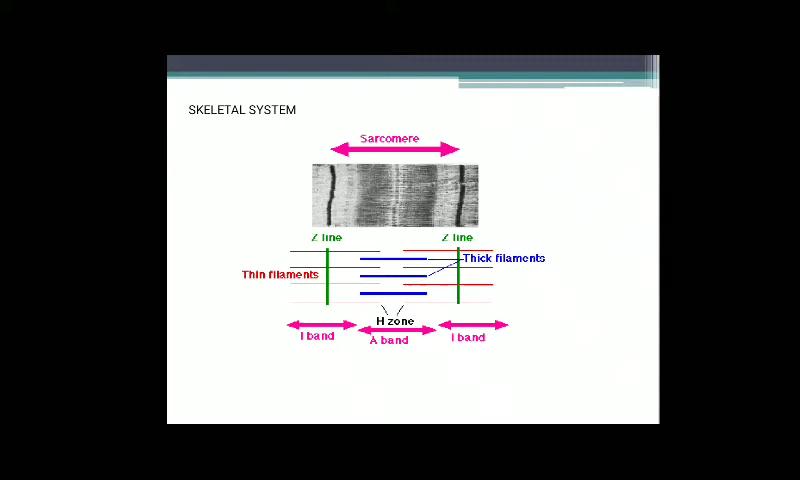 SKELETAL SYSTEM
Sarcomere
Z line Z line
Thick filaments
Thin filaments
H zone
I band A band I band